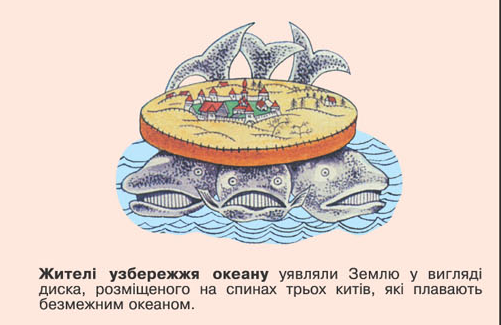 Жителі узбережжя океану уявляли Землю у вигляді
диска, розміщеного на спинах трьох китів, які плавають
безмежним океаном.